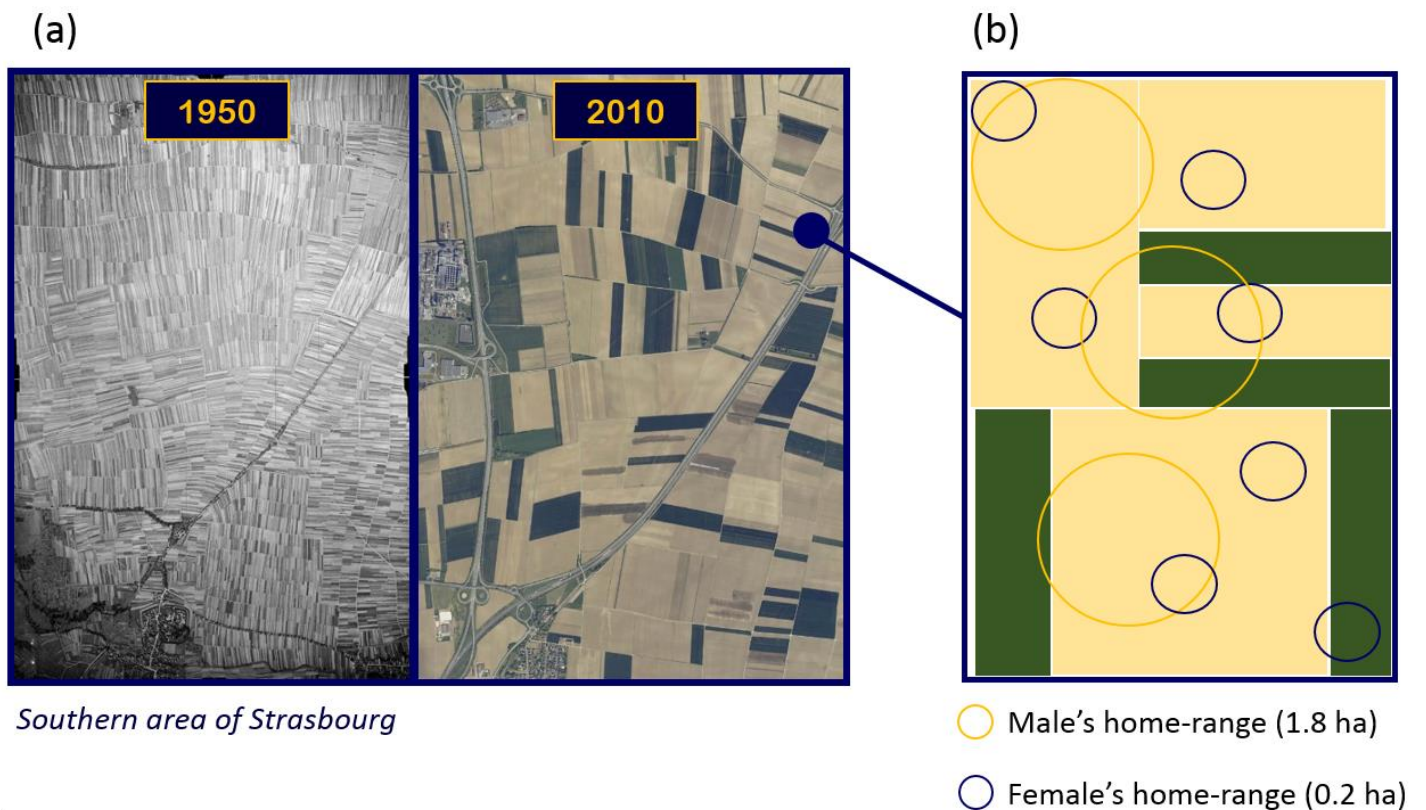 (a)
(b)
1950
2010
Southern area of Strasbourg
Male's home-range (1.8 ha)
Female's home-range (0.2 ha)